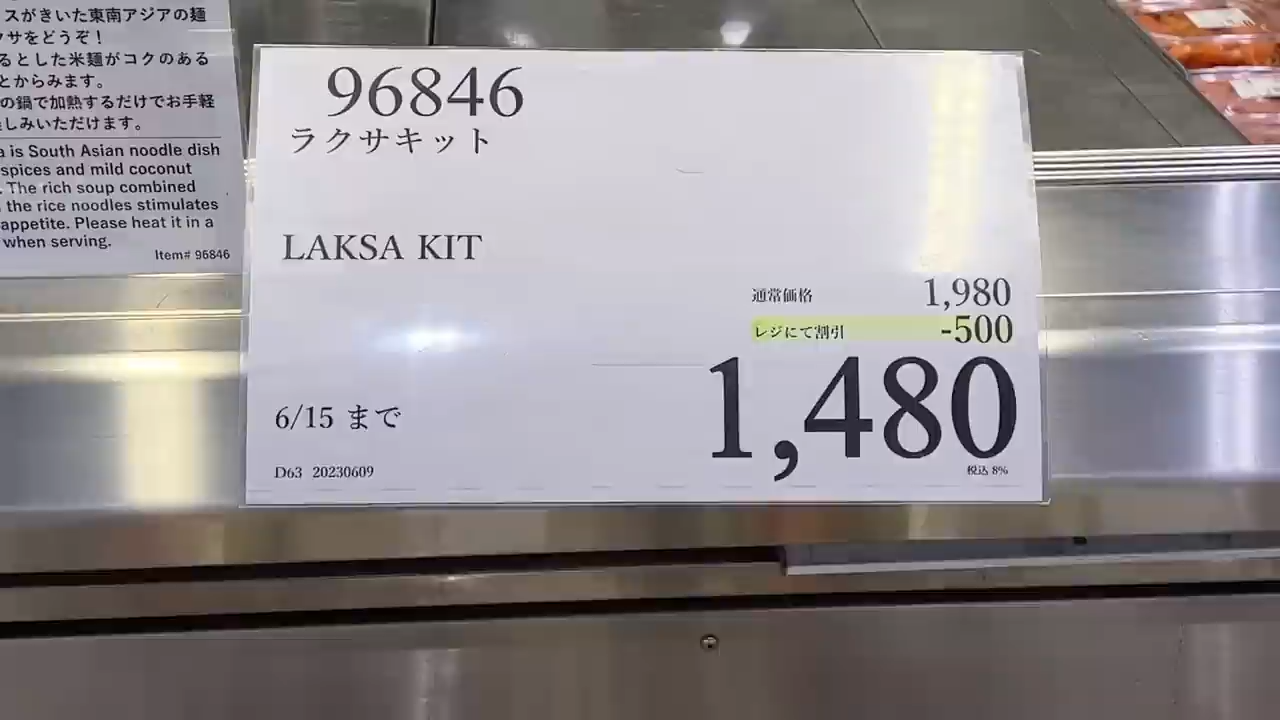 スがきいた東南アジアの麺
クサをどうぞ！
るとした米麺がコクのある
とからみます。
の鍋で加熱するだけでお手軽
しみいただけます。
a is South Asian noodle dish
spices and mild coconut
. The rich soup combined
the rice noodles stimulates
appetite. Please heat it in a
when serving.
Item# 96846
96846
ラクサキット
LAKSA KIT
通常価格 1,980
レジにて割引 -500
1,480
税込 8%
6/15 まで
D63 20230609